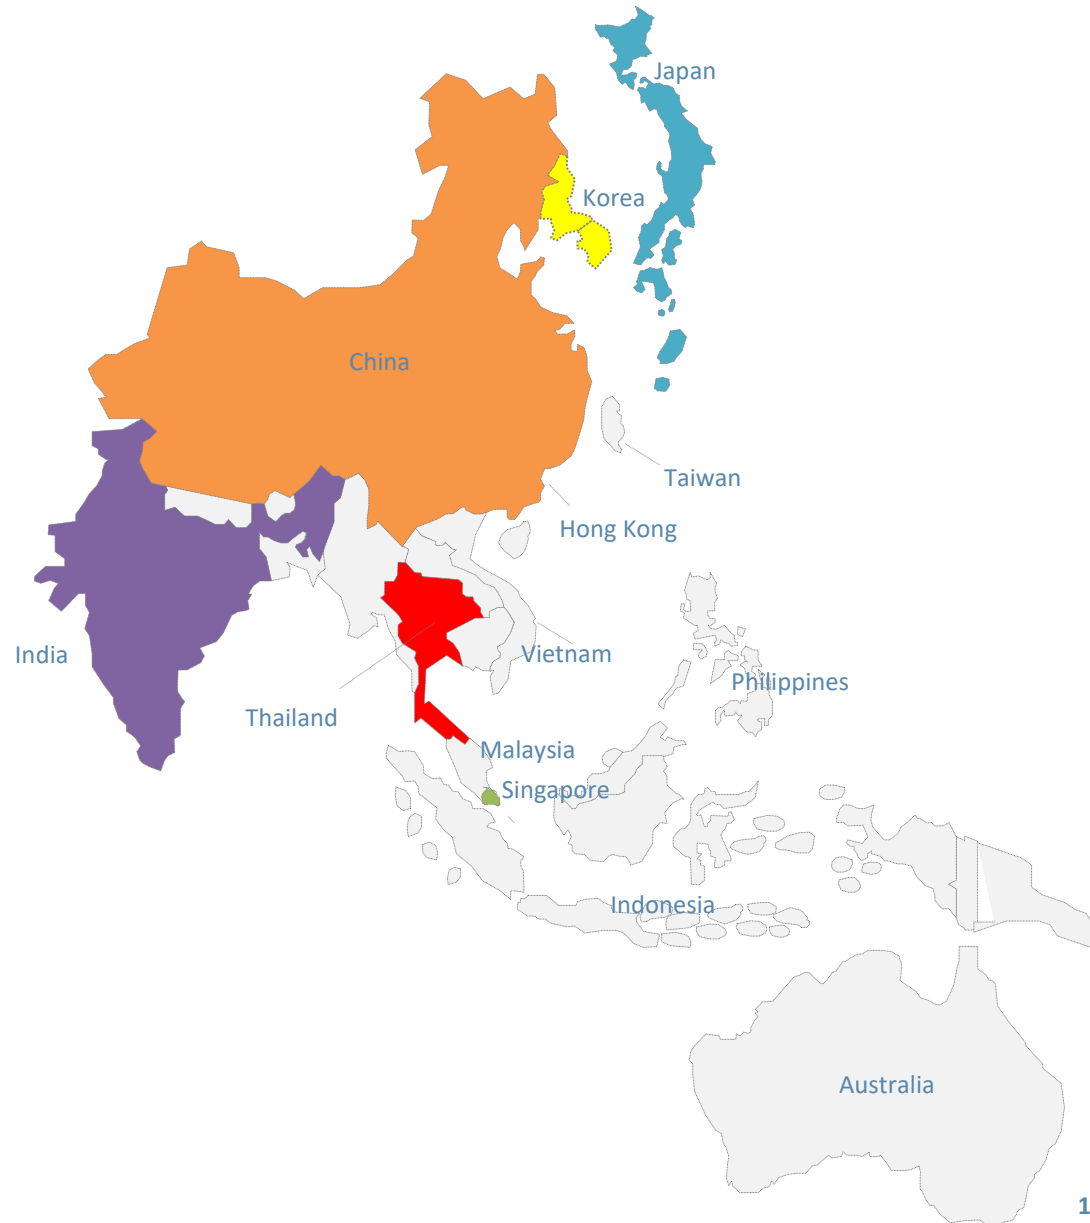 Japan
Korea
China
Taiwan
Hong Kong
India
Vietnam
Philippines
Thailand
Malaysia
Singapore
Indonesia
Australia
1